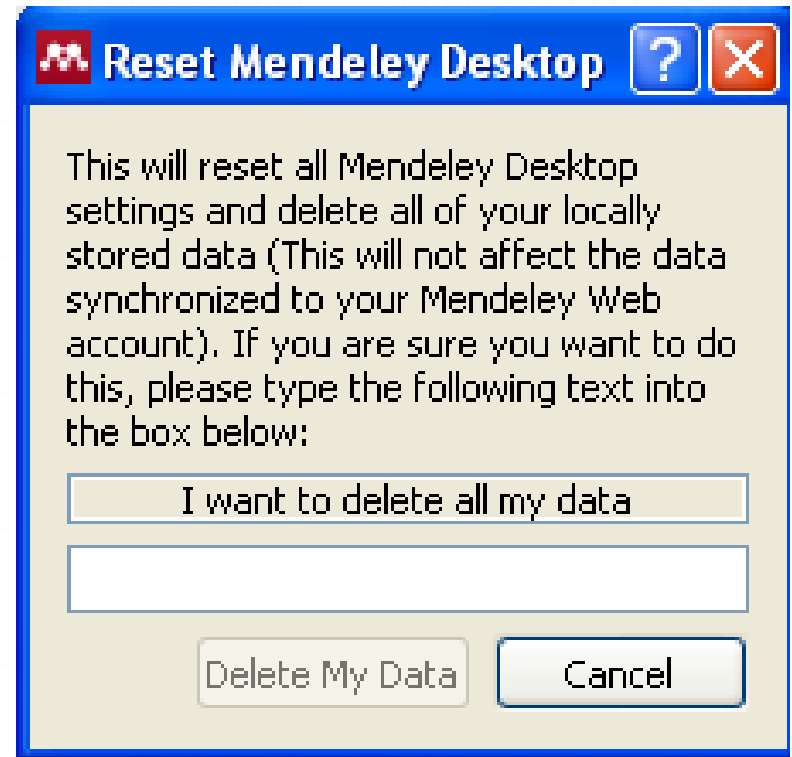 Reset Mendeley Desktop ?
This will reset all Mendeley Desktop
settings and delete all of your locally
stored data (This will not affect the data
synchronized to your Mendeley Web
account). If you are sure you want to do
this, please type the following text into
the box below:
I want to delete all my data
Delete My Data Cancel